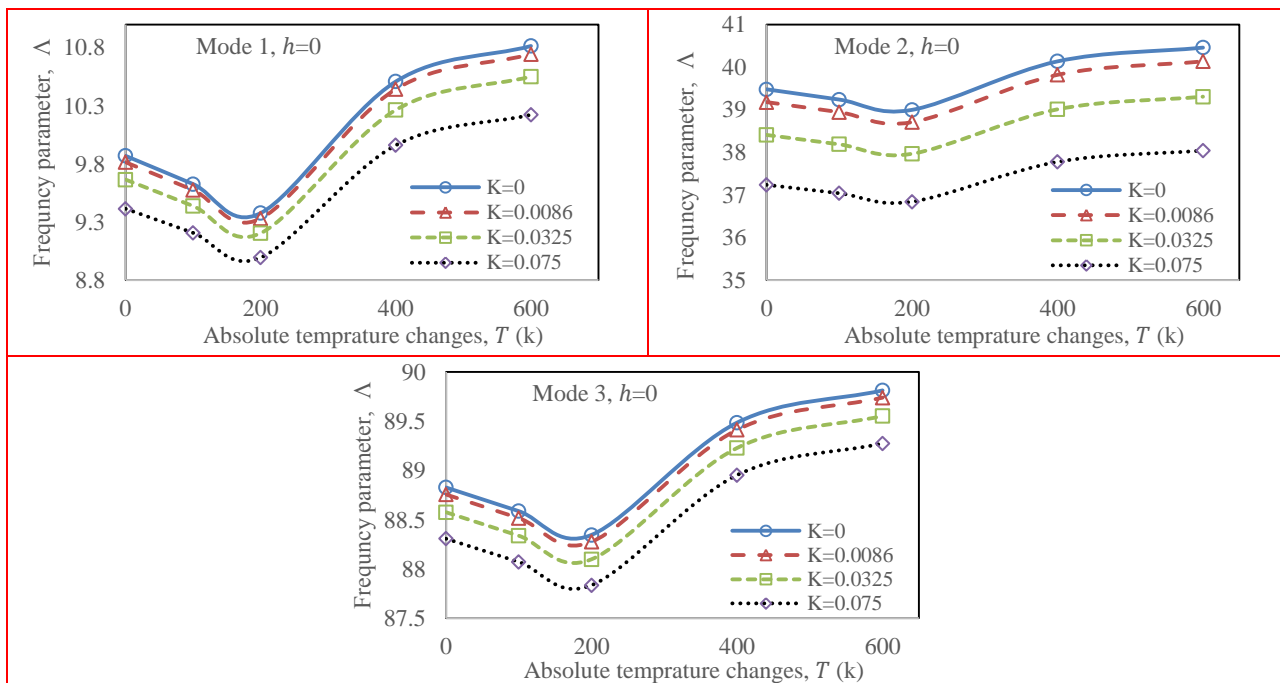 Mode 1, h=0
Frequncy parameter, Λ
10.8
10.3
9.8
9.3
8.8
K=0
K=0.0086
K=0.0325
K=0.075
0 200 400 600
Absolute temprature changes, T (k)
Mode 2, h=0
Frequncy parameter, Λ
41
40
39
38
37
36
35
K=0
K=0.0086
K=0.0325
K=0.075
0 200 400 600
Absolute temprature changes, T (k)
Mode 3, h=0
Frequncy parameter, Λ
90
89.5
89
88.5
88
87.5
K=0
K=0.0086
K=0.0325
K=0.075
0 200 400 600
Absolute temprature changes, T (k)